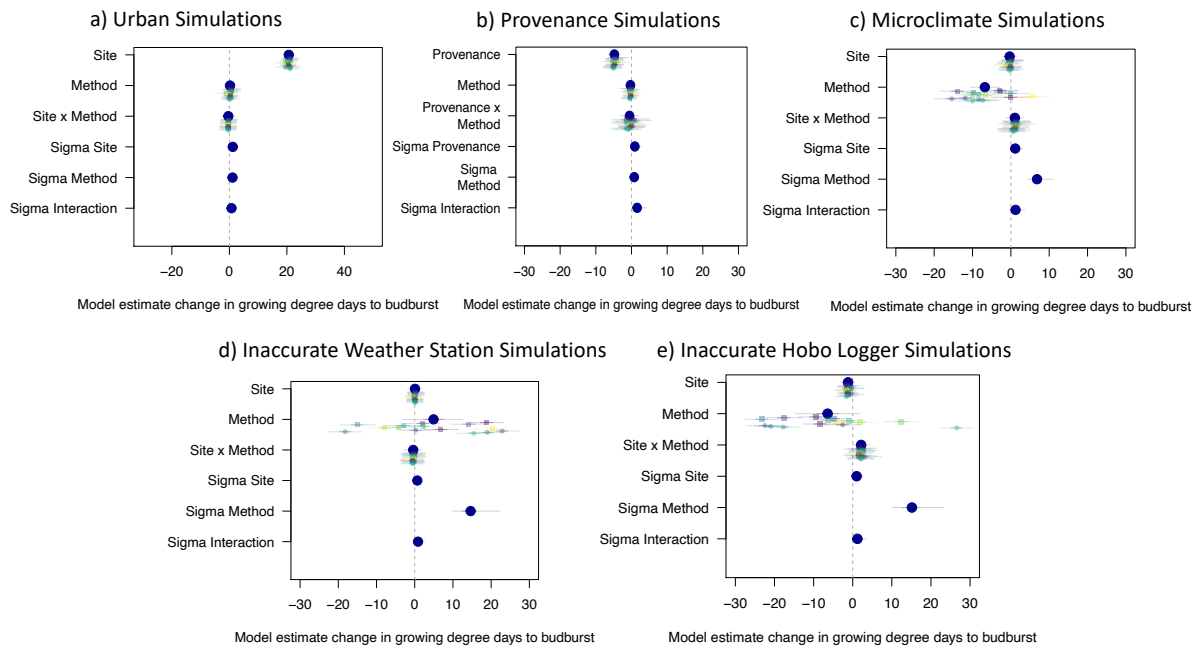 a) Urban Simulations
Site
Method
Site x Method
Sigma Site
Sigma Method
Sigma Interaction
−20 0 20 40
Model estimate change in growing degree days to budburst
b) Provenance Simulations
Provenance
Method
Provenance x
Method
Sigma Provenance
Sigma
Method
Sigma Interaction
−30 −20 −10 0 10 20 30
Model estimate change in growing degree days to budburst
c) Microclimate Simulations
Site
Method
Site x Method
Sigma Site
Sigma Method
Sigma Interaction
−30 −20 −10 0 10 20 30
Model estimate change in growing degree days to budburst
d) Inaccurate Weather Station Simulations
Site
Method
Site x Method
Sigma Site
Sigma Method
Sigma Interaction
−30 −20 −10 0 10 20 30
Model estimate change in growing degree days to budburst
e) Inaccurate Hobo Logger Simulations
Site
Method
Site x Method
Sigma Site
Sigma Method
Sigma Interaction
−30 −20 −10 0 10 20 30
Model estimate change in growing degree days to budburst